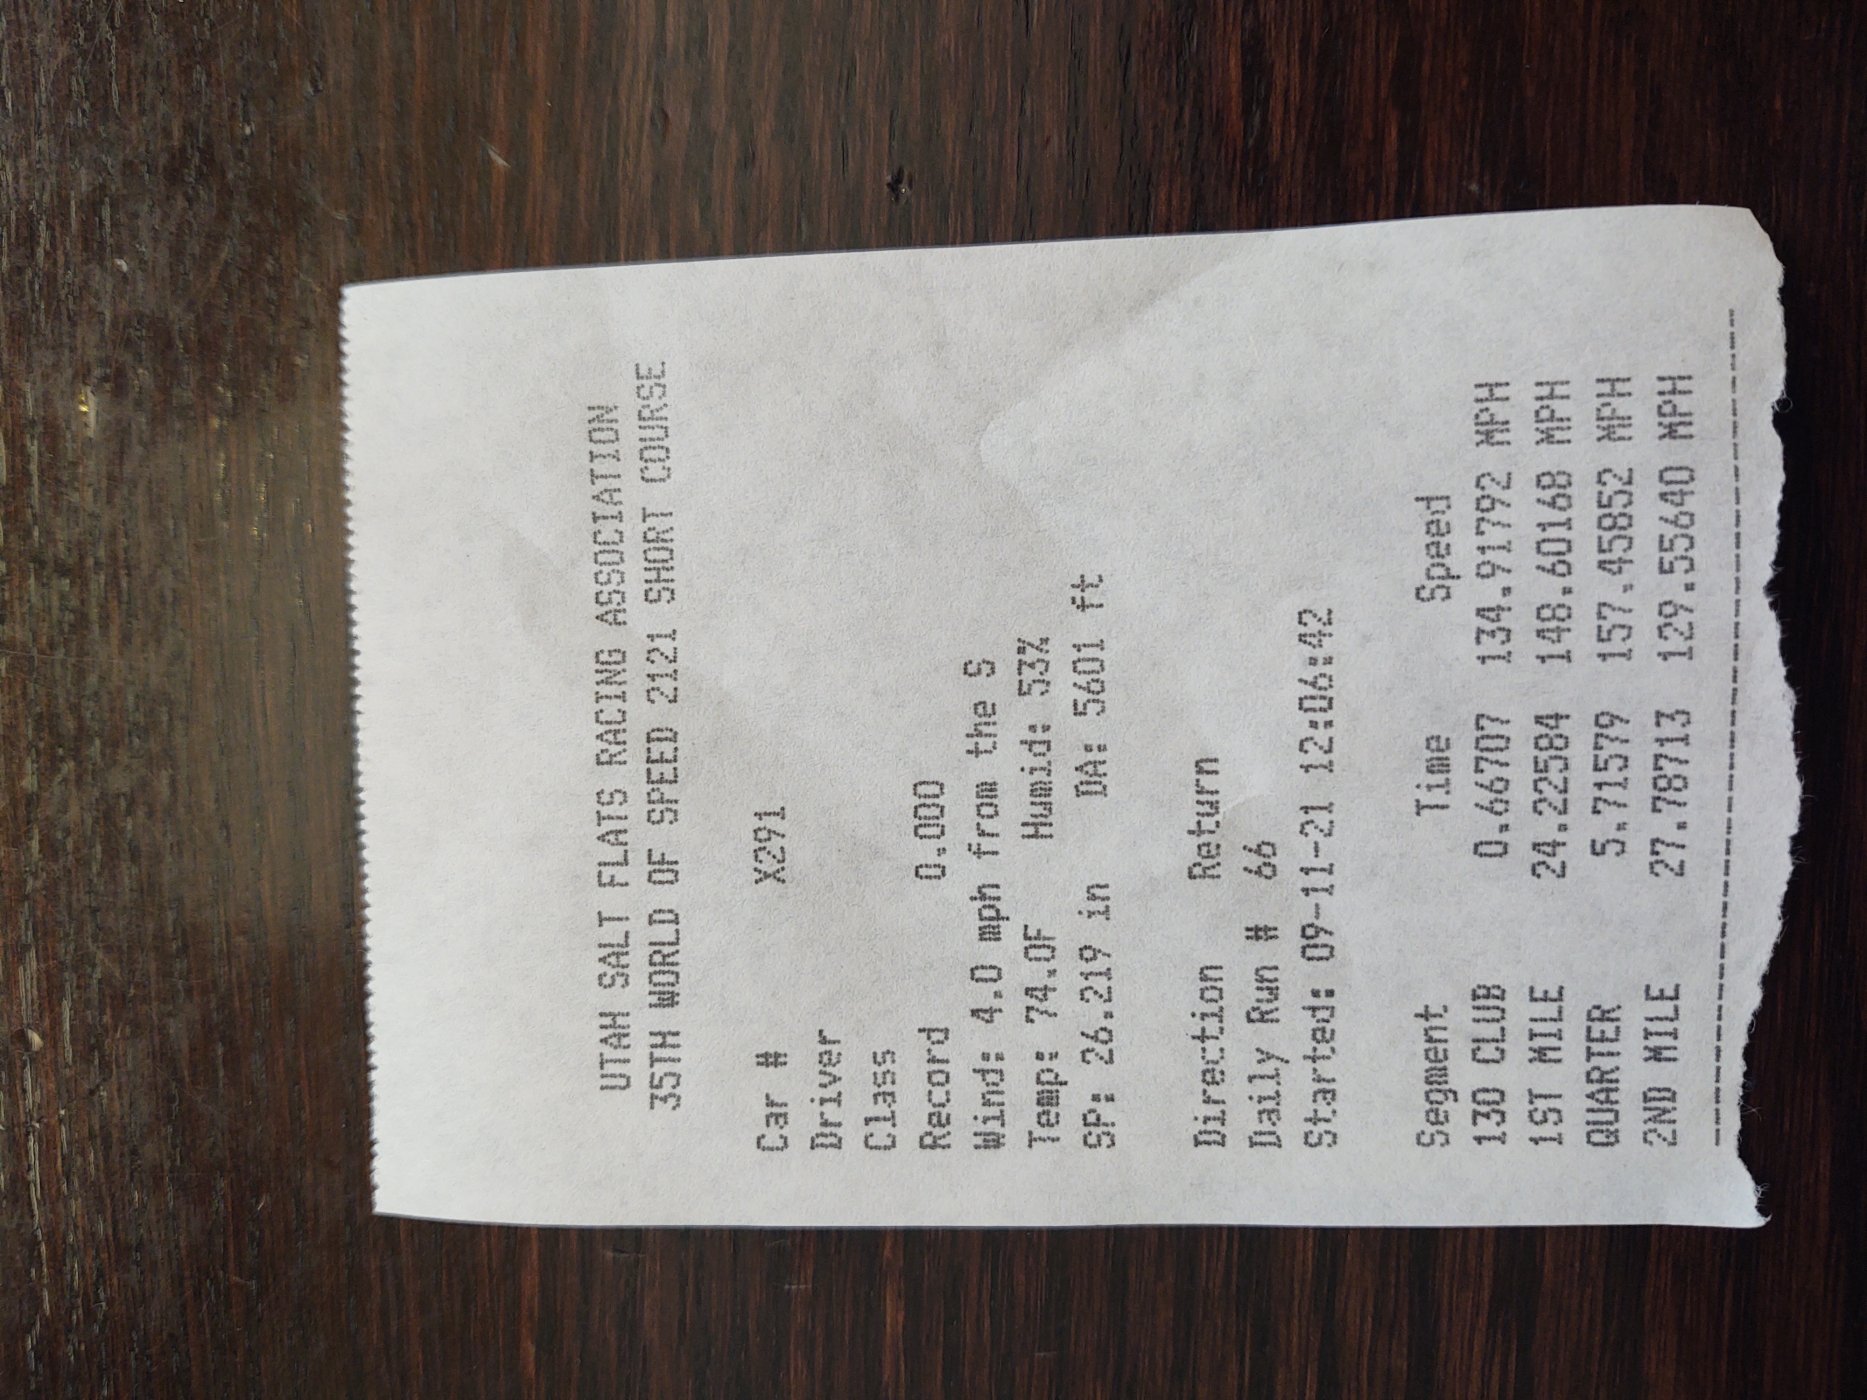 UTAH SALT FLATS RACING ASSOCIATION
35TH WORLD OF SPEED 2121 SHORT COURSE
Car # X291
Driver
Class
Record 0.000
Wind: 4.0 mph from the S
Temp: 74.0F Humid: 53%
SP: 26.219 in DA: 5601 ft
Direction Return
Daily Run # 66
Started: 09-11-21 12:06:42
Segment Time Speed
130 CLUB 0.66707 134.91792 MPH
1ST MILE 24.22584 148.60168 MPH
QUARTER 5.71579 157.45852 MPH
2ND MILE 27.78713 129.55640 MPH